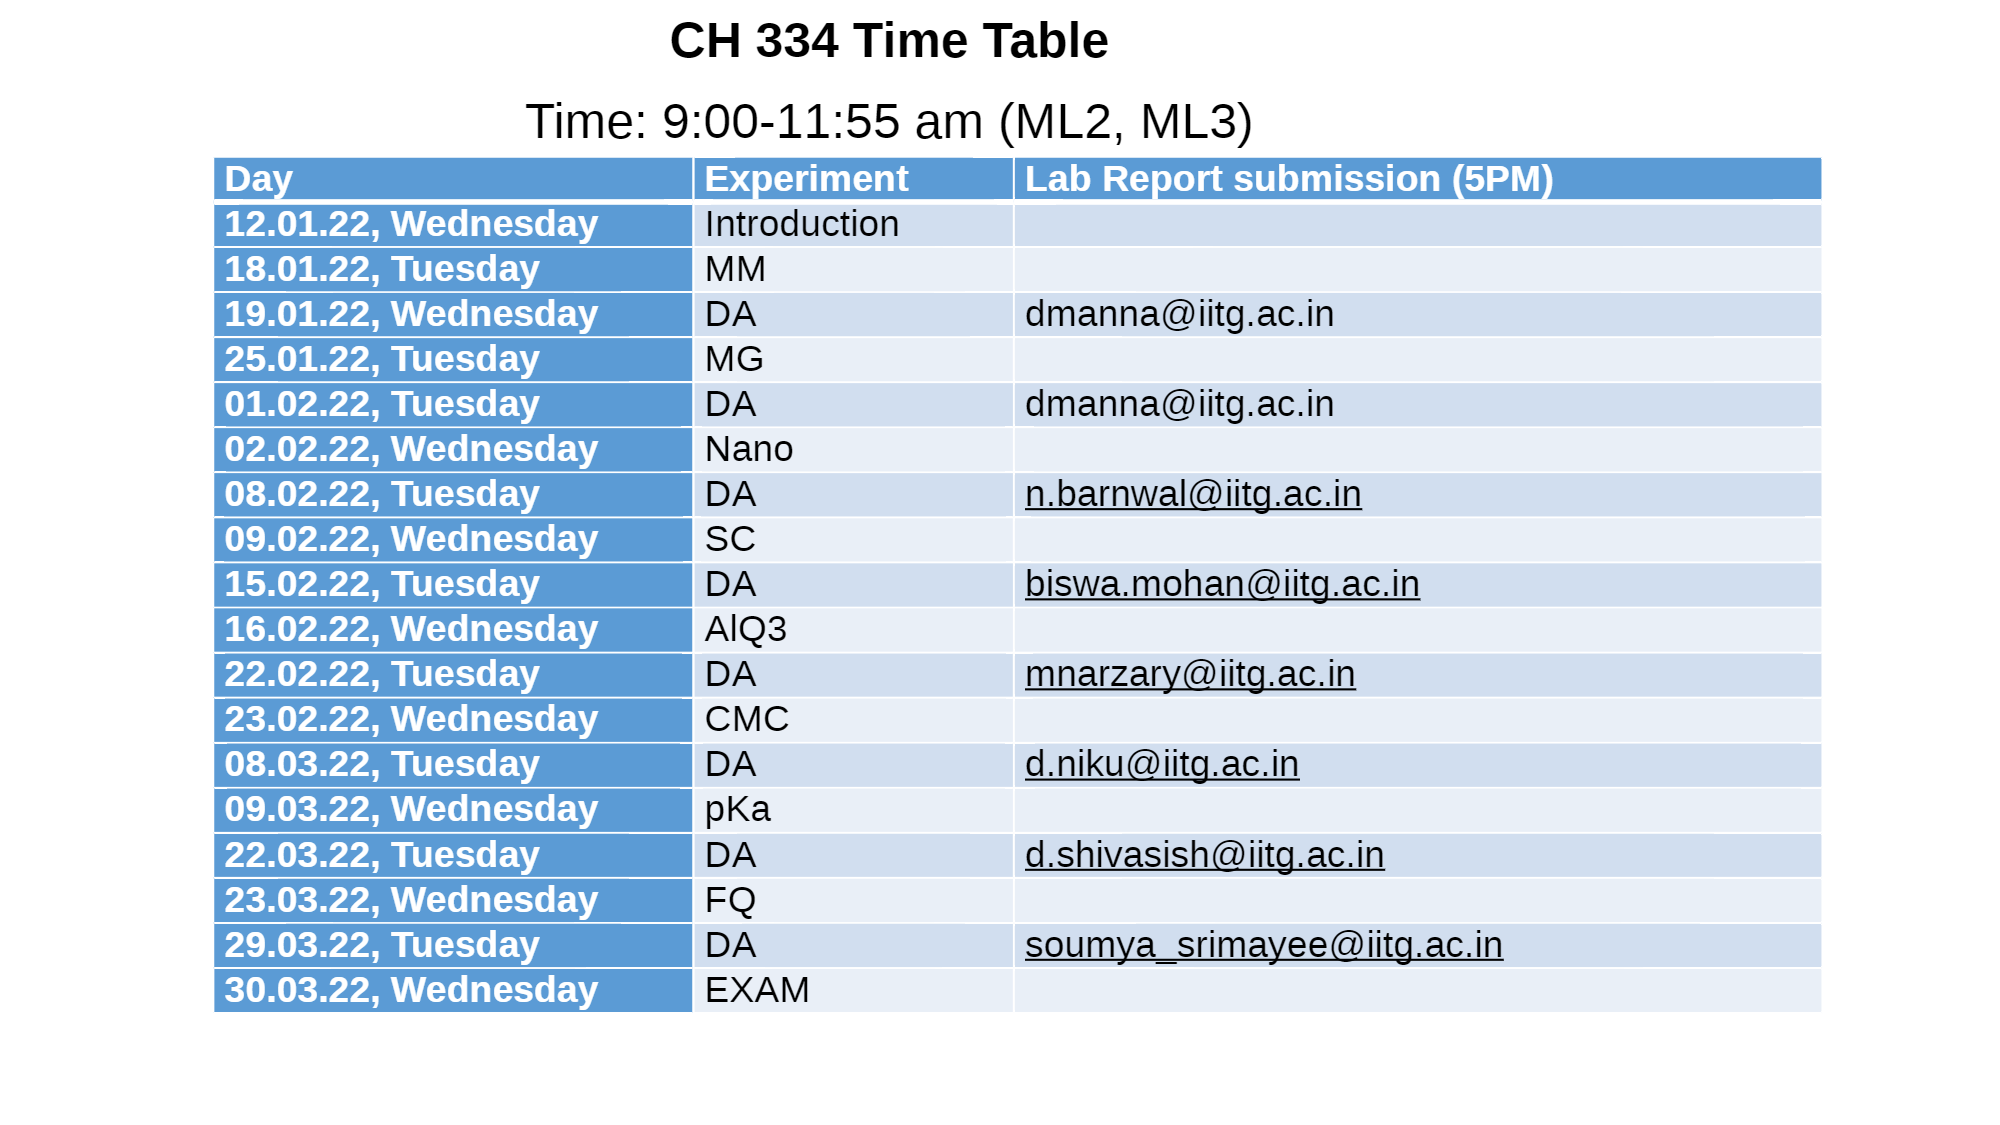 CH 334 Time Table
Time: 9:00-11:55 am (ML2, ML3)
Day Experiment Lab Report submission (5PM)
12.01.22, Wednesday Introduction
18.01.22, Tuesday MM
19.01.22, Wednesday DA dmanna@iitg.ac.in
25.01.22, Tuesday MG
01.02.22, Tuesday DA dmanna@iitg.ac.in
02.02.22, Wednesday Nano
08.02.22, Tuesday DA n.barnwal@iitg.ac.in
09.02.22, Wednesday SC
15.02.22, Tuesday DA biswa.mohan@iitg.ac.in
16.02.22, Wednesday AlQ3
22.02.22, Tuesday DA mnarzary@iitg.ac.in
23.02.22, Wednesday CMC
08.03.22, Tuesday DA d.niku@iitg.ac.in
09.03.22, Wednesday pKa
22.03.22, Tuesday DA d.shivasish@iitg.ac.in
23.03.22, Wednesday FQ
29.03.22, Tuesday DA soumya_srimayee@iitg.ac.in
30.03.22, Wednesday EXAM